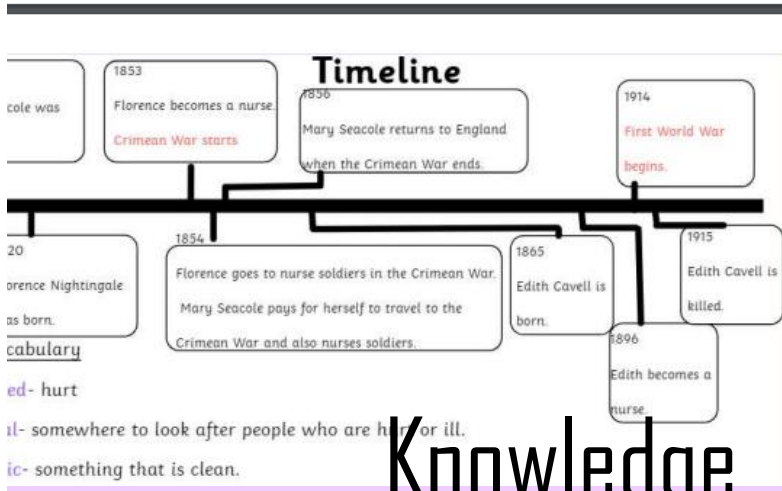 Timeline
cole was
1853
Florence becomes a nurse.
Crimean War starts
1856
Mary Seacole returns to England
when the Crimean War ends.
1914
First World War
begins.
20
orence Nightingale
as born.
1854
Florence goes to nurse soldiers in the Crimean War.
Mary Seacole pays for herself to travel to the
Crimean War and also nurses soldiers.
1865
Edith Cavell is
born.
1896
Edith becomes a
nurse.
1915
Edith Cavell is
killed.
cabulary
ed- hurt
al- somewhere to look after people who are hurt or ill.
ic- something that is clean.
Knowledge